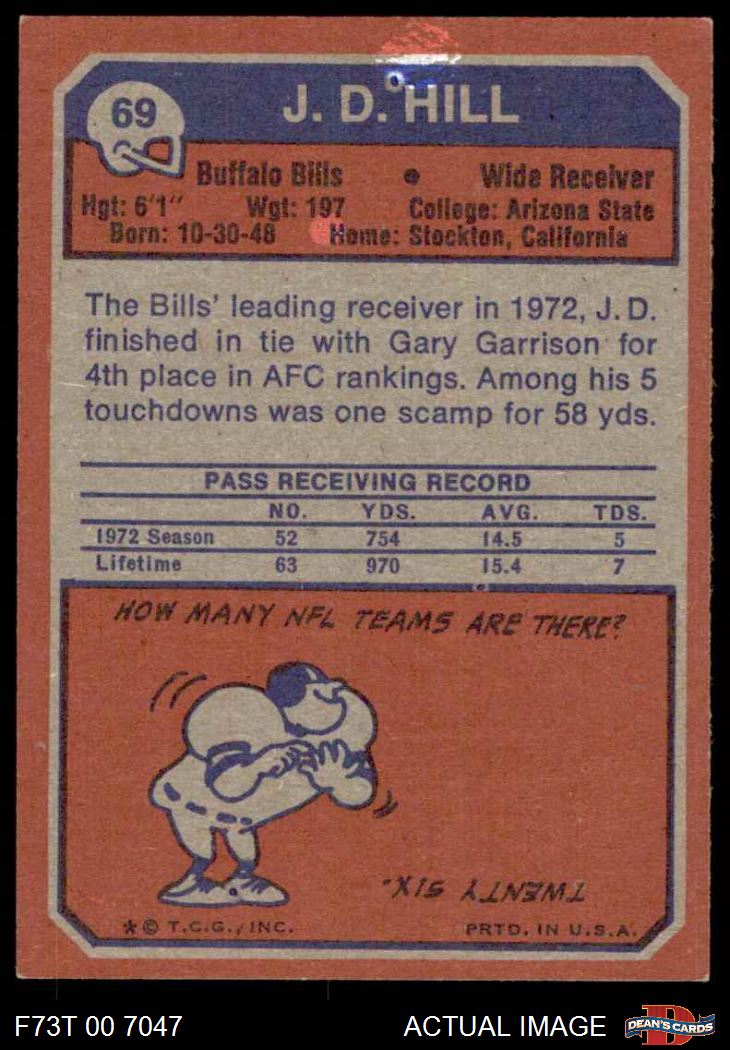 69
J. D. HILL
Buffalo Bills • Wide Receiver
Hgt: 6'1" Wgt: 197 College: Arizona State
Born: 10-30-48 Home: Stockton, California
The Bills' leading receiver in 1972, J. D.
finished in tie with Gary Garrison for
4th place in AFC rankings. Among his 5
touchdowns was one scamp for 58 yds.
PASS RECEIVING RECORD
NO. YDS. AVG. TDS.
1972 Season 52 754 14.5 5
Lifetime 63 970 15.4 7
HOW MANY NFL TEAMS ARE THERE?
TWENTY SIX.
* © T.C.G., INC. PRTD. IN U.S.A.
F73T 00 7047 ACTUAL IMAGE D DEAN'S CARDS